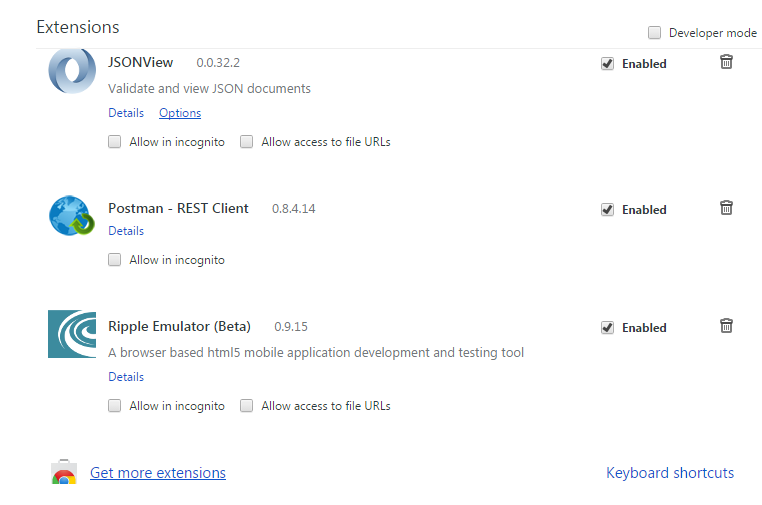 Extensions
Developer mode
JSONView 0.0.32.2 Enabled
Validate and view JSON documents
Details Options
Allow in incognito Allow access to file URLs
Postman - REST Client 0.8.4.14 Enabled
Details
Allow in incognito
Ripple Emulator (Beta) 0.9.15 Enabled
A browser based html5 mobile application development and testing tool
Details
Allow in incognito Allow access to file URLs
Get more extensions Keyboard shortcuts